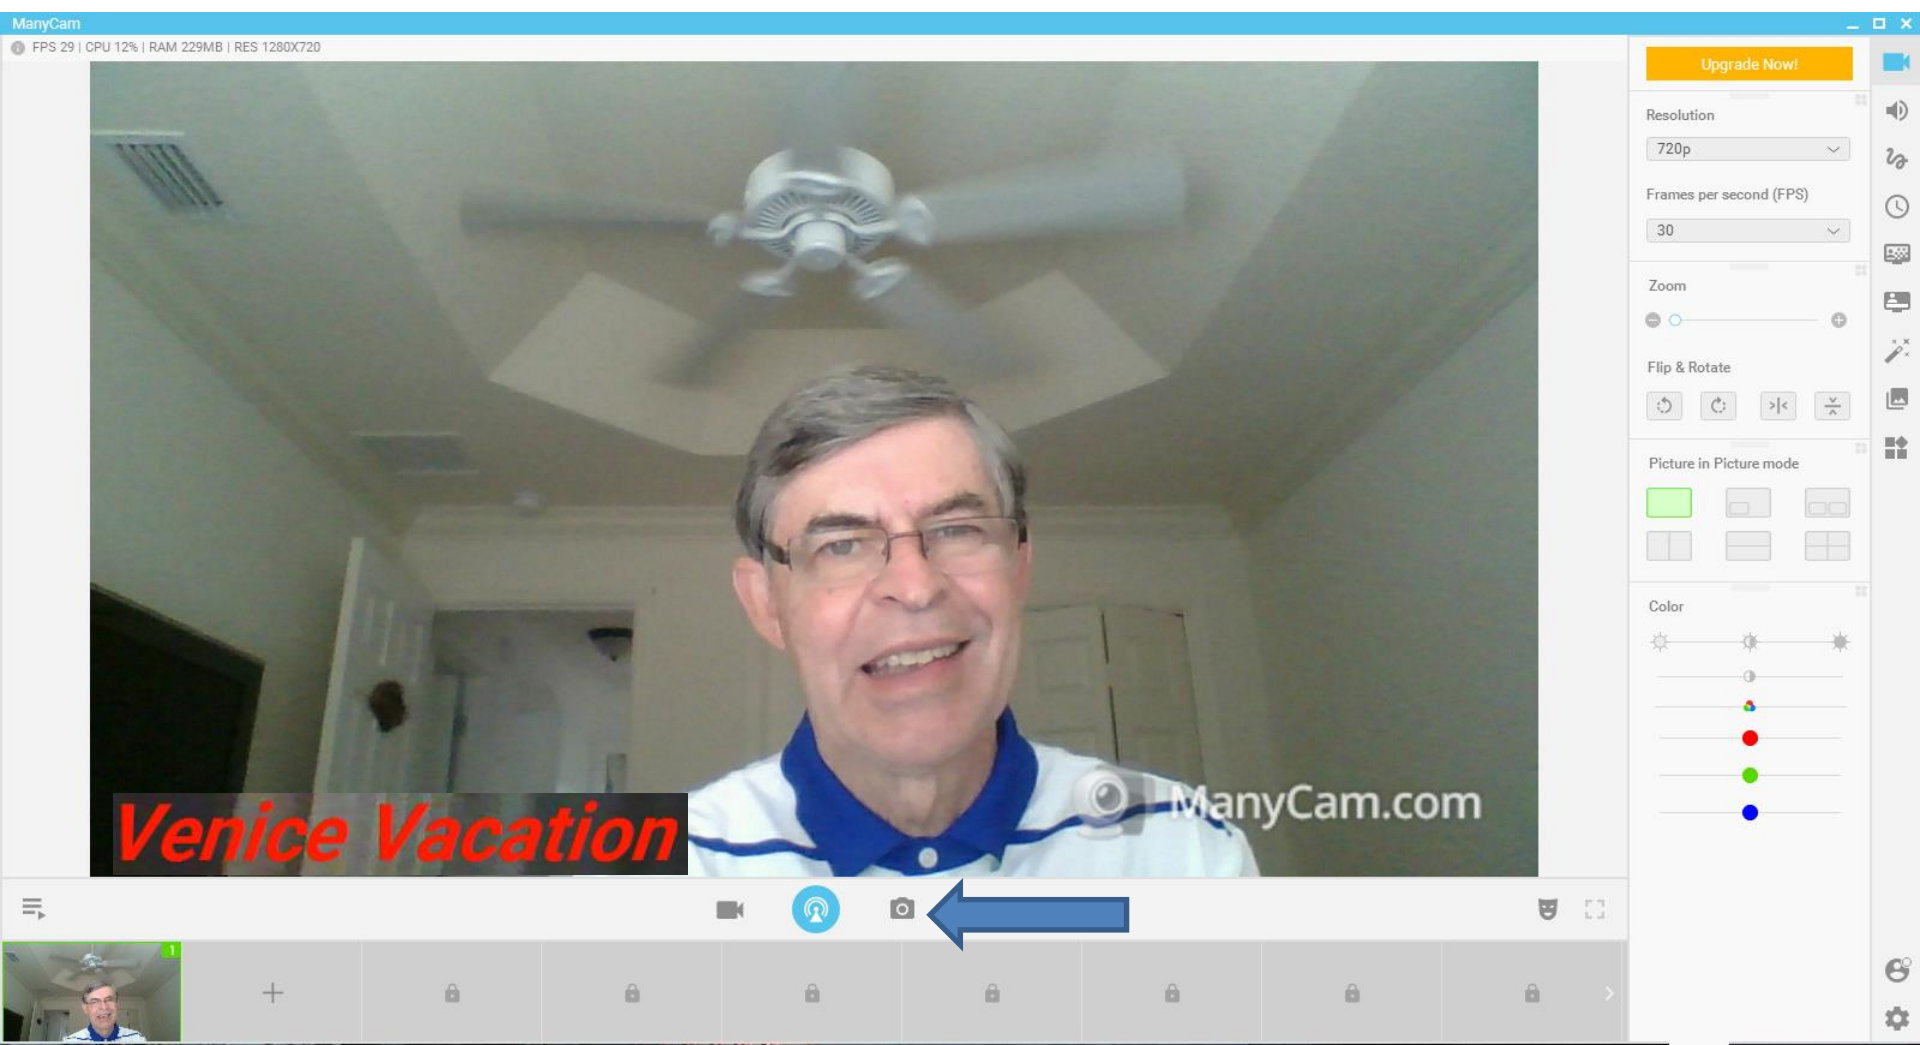 ManyCam
FPS 29 | CPU 12% | RAM 229MB | RES 1280X720
Upgrade Now!
Resolution
720p
Frames per second (FPS)
30
Zoom
Flip & Rotate
Picture in Picture mode
Color
Venice Vacation
ManyCam.com
1